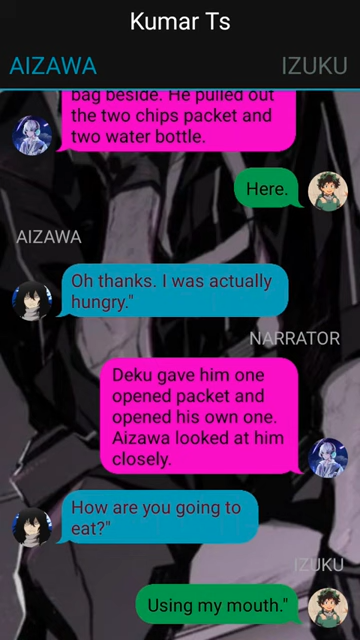 Kumar Ts
AIZAWA IZUKU
bag beside. He pulled out
the two chips packet and
two water bottle.
Here.
AIZAWA
Oh thanks. I was actually
hungry."
NARRATOR
Deku gave him one
opened packet and
opened his own one.
Aizawa looked at him
closely.
How are you going to
eat?"
IZUKU
Using my mouth."